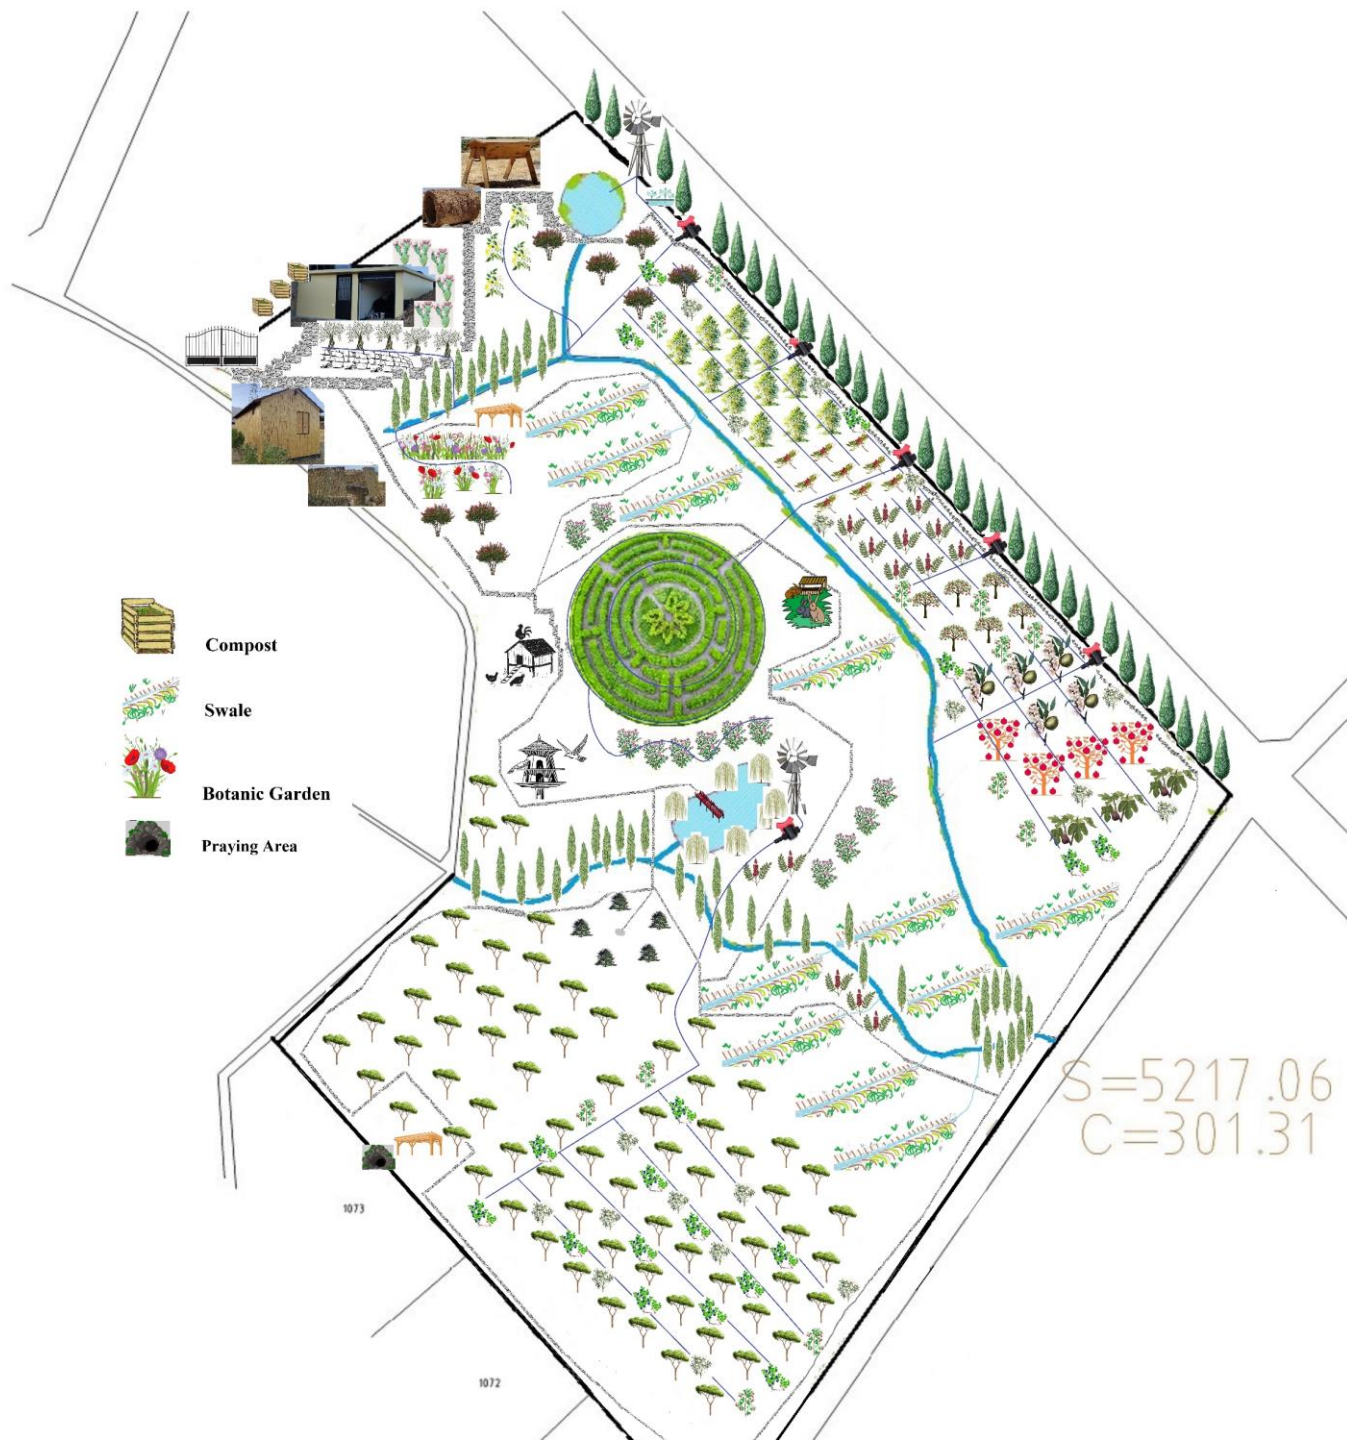 Compost
Swale
Botanic Garden
Praying Area
S=5217.06
C=301.31
1073
1072